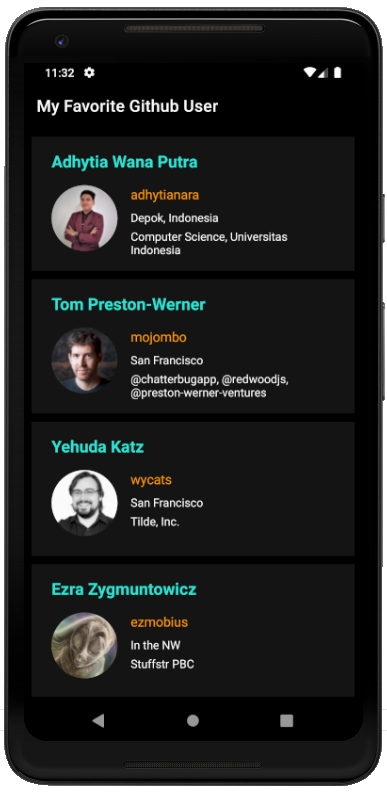 11:32
My Favorite Github User
Adhytia Wana Putra
adhytianara
Depok, Indonesia
Computer Science, Universitas
Indonesia
Tom Preston-Werner
mojombo
San Francisco
@chatterbugapp, @redwoodjs,
@preston-werner-ventures
Yehuda Katz
wycats
San Francisco
Tilde, Inc.
Ezra Zygmuntowicz
ezmobius
In the NW
Stuffstr PBC